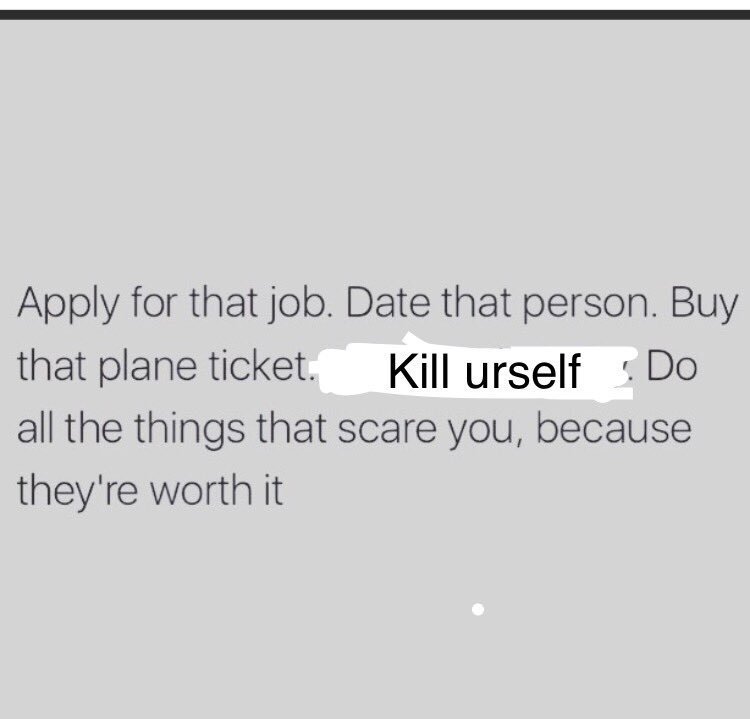 Apply for that job. Date that person. Buy
that plane ticket. Kill urself. Do
all the things that scare you, because
they're worth it